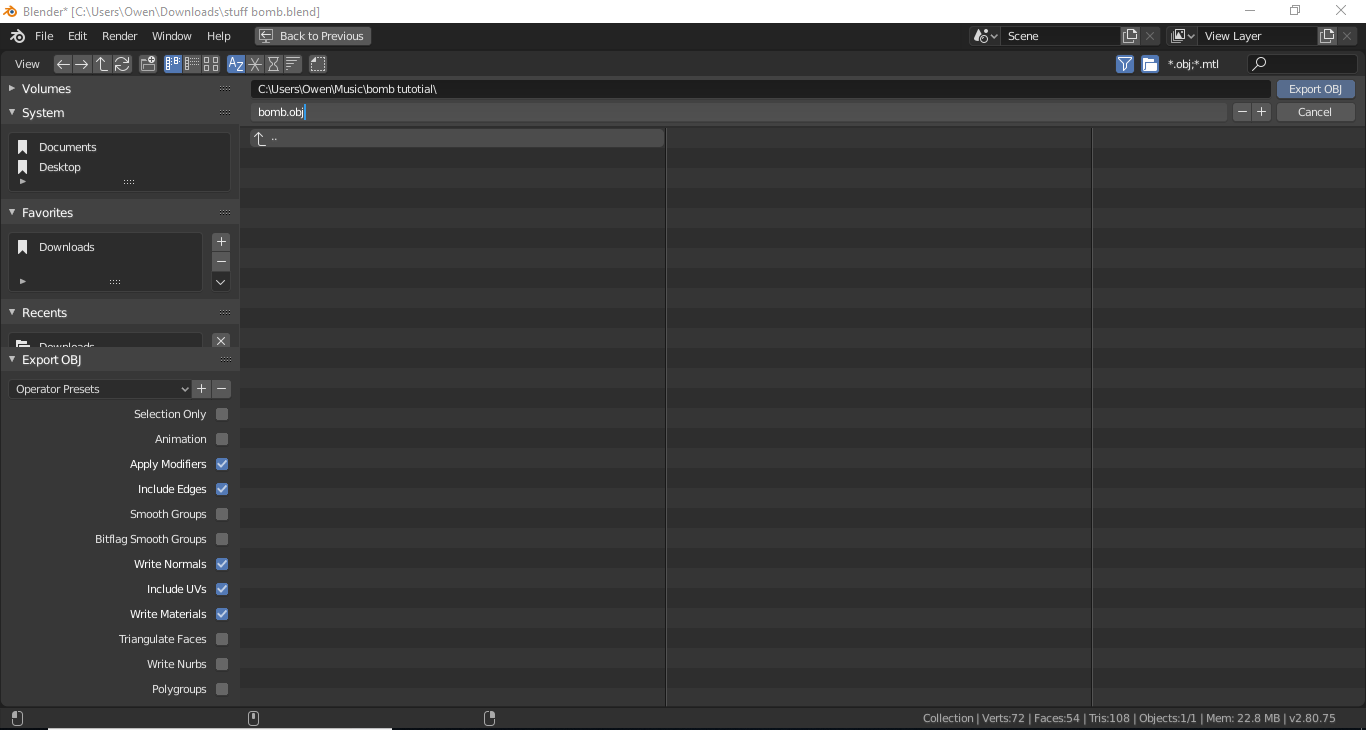 Blender* [C:\Users\Owen\Downloads\stuff bomb.blend]
File Edit Render Window Help Back to Previous Scene View Layer
View *.obj;*.mtl
Volumes
C:\Users\Owen\Music\bomb tutotial\ Export OBJ
System
bomb.obj Cancel
..
Documents
Desktop
Favorites
Downloads
Recents
Downloads
Export OBJ
Operator Presets
Selection Only
Animation
Apply Modifiers
Include Edges
Smooth Groups
Bitflag Smooth Groups
Write Normals
Include UVs
Write Materials
Triangulate Faces
Write Nurbs
Polygroups
Collection | Verts:72 | Faces:54 | Tris:108 | Objects:1/1 | Mem: 22.8 MB | v2.80.75